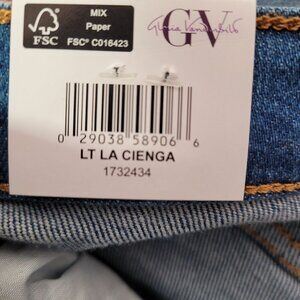 MIX
Paper
FSC
FSC® C016423
GV
Gloria Vanderbilt
0 29038 58906 6
LT LA CIENGA
1732434